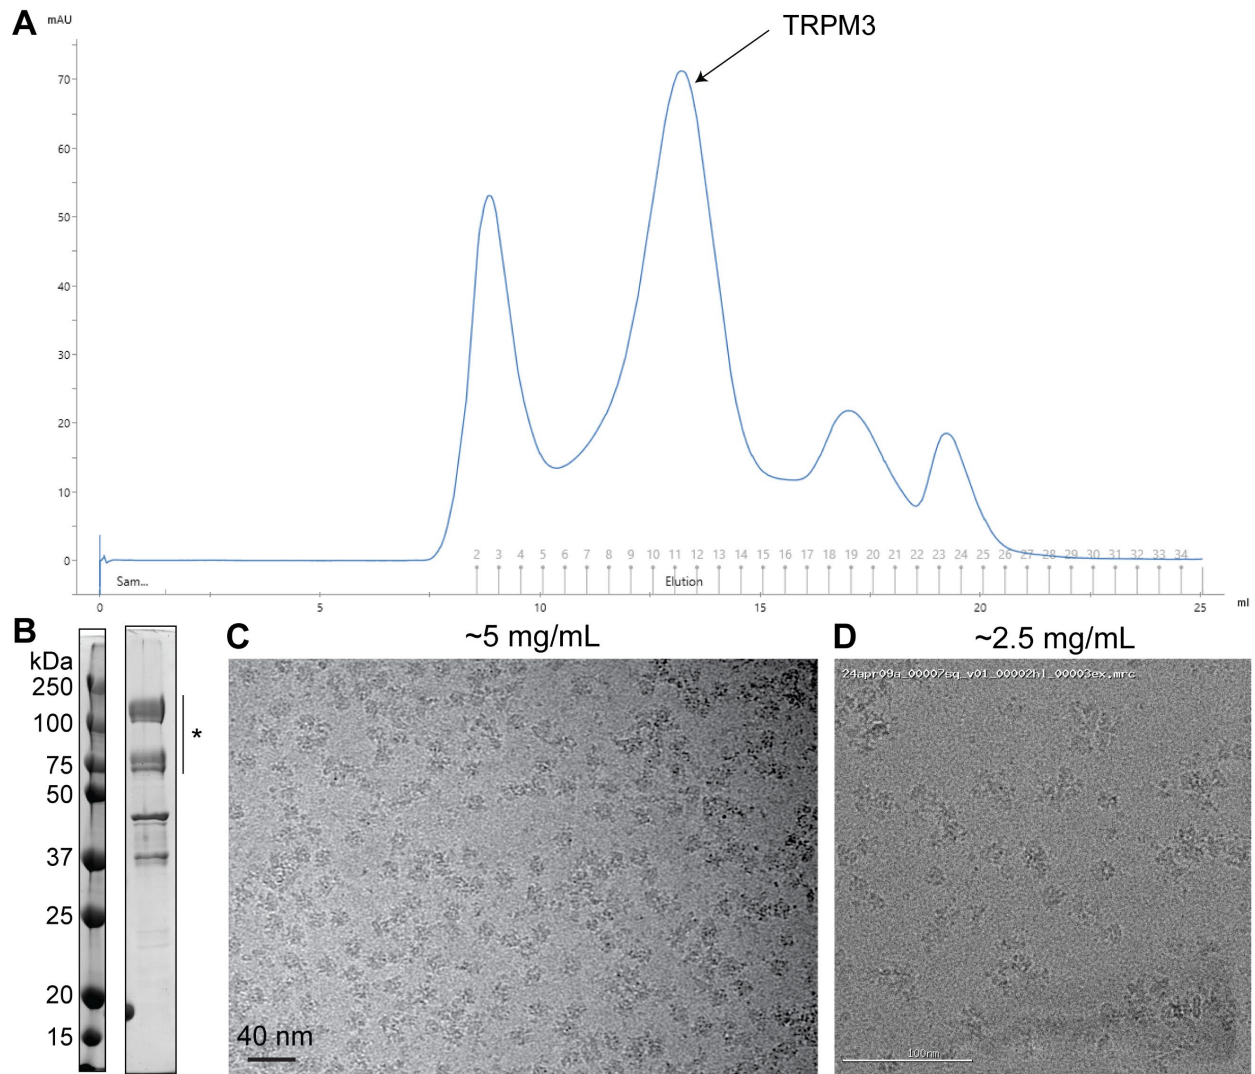 A
mAU
TRPM3
70
60
50
40
30
20
10
0
2 3 4 5 6 7 8 9 10 11 12 13 14 15 16 17 18 19 20 21 22 23 24 25 26 27 28 29 30 31 32 33 34
Sam... Elution
0 5 10 15 20 25 ml
B
kDa
250
100
75
50
37
25
20
15
*
C ~5 mg/mL
40 nm
D ~2.5 mg/mL
24apr09a_00007sq_v01_00002hl_00003ex.mrc
100nm